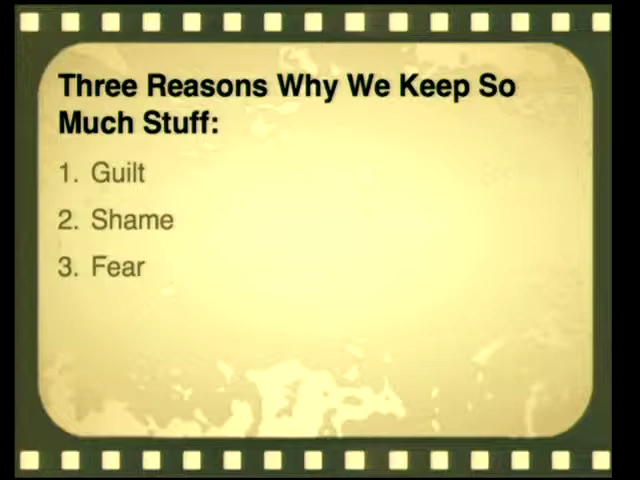 Three Reasons Why We Keep So
Much Stuff:
1. Guilt
2. Shame
3. Fear